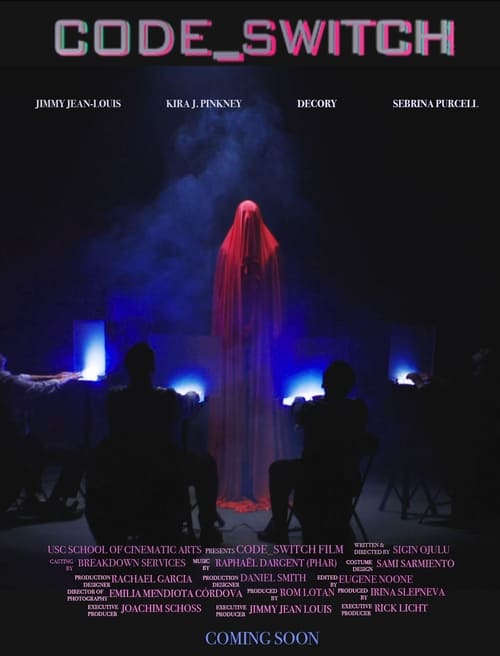 CODE_SWITCH
JIMMY JEAN-LOUIS KIRA J. PINKNEY DECORY SEBRINA PURCELL
USC SCHOOL OF CINEMATIC ARTS PRESENTS CODE_SWITCH FILM WRITTEN & DIRECTED BY SIGIN OJULU
CASTING BY BREAKDOWN SERVICES MUSIC BY RAPHAËL DARGENT (PHAR) COSTUME DESIGN SAMI SARMIENTO
PRODUCTION DESIGNER RACHAEL GARCIA PRODUCTION DESIGNER DANIEL SMITH EDITED BY EUGENE NOONE
DIRECTOR OF PHOTOGRAPHY EMILIA MENDIOTA CÓRDOVA PRODUCED BY ROM LOTAN PRODUCED BY IRINA SLEPNEVA
EXECUTIVE PRODUCER JOACHIM SCHOSS EXECUTIVE PRODUCER JIMMY JEAN LOUIS EXECUTIVE PRODUCER RICK LICHT
COMING SOON